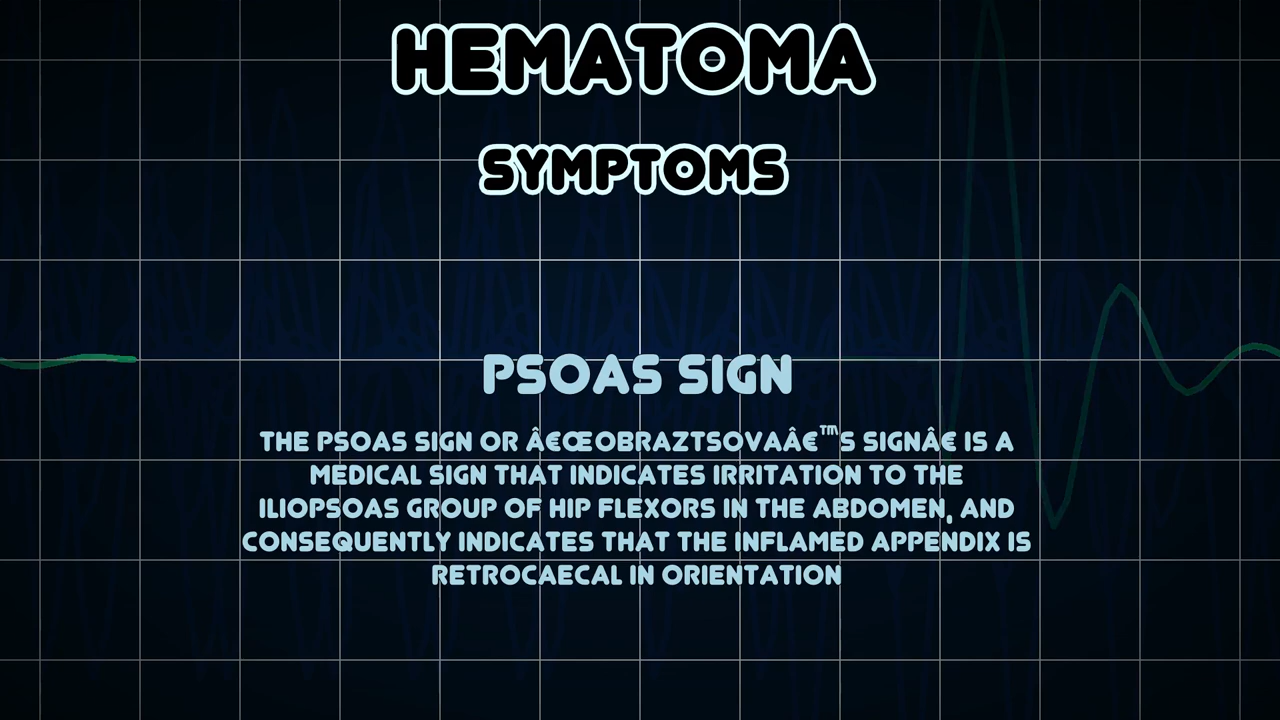 HEMATOMA
SYMPTOMS
PSOAS SIGN
THE PSOAS SIGN OR Â€ŒOBRAZTSOVAÂ€™S SIGNÂ€ IS A
MEDICAL SIGN THAT INDICATES IRRITATION TO THE
ILIOPSOAS GROUP OF HIP FLEXORS IN THE ABDOMEN, AND
CONSEQUENTLY INDICATES THAT THE INFLAMED APPENDIX IS
RETROCAECAL IN ORIENTATION